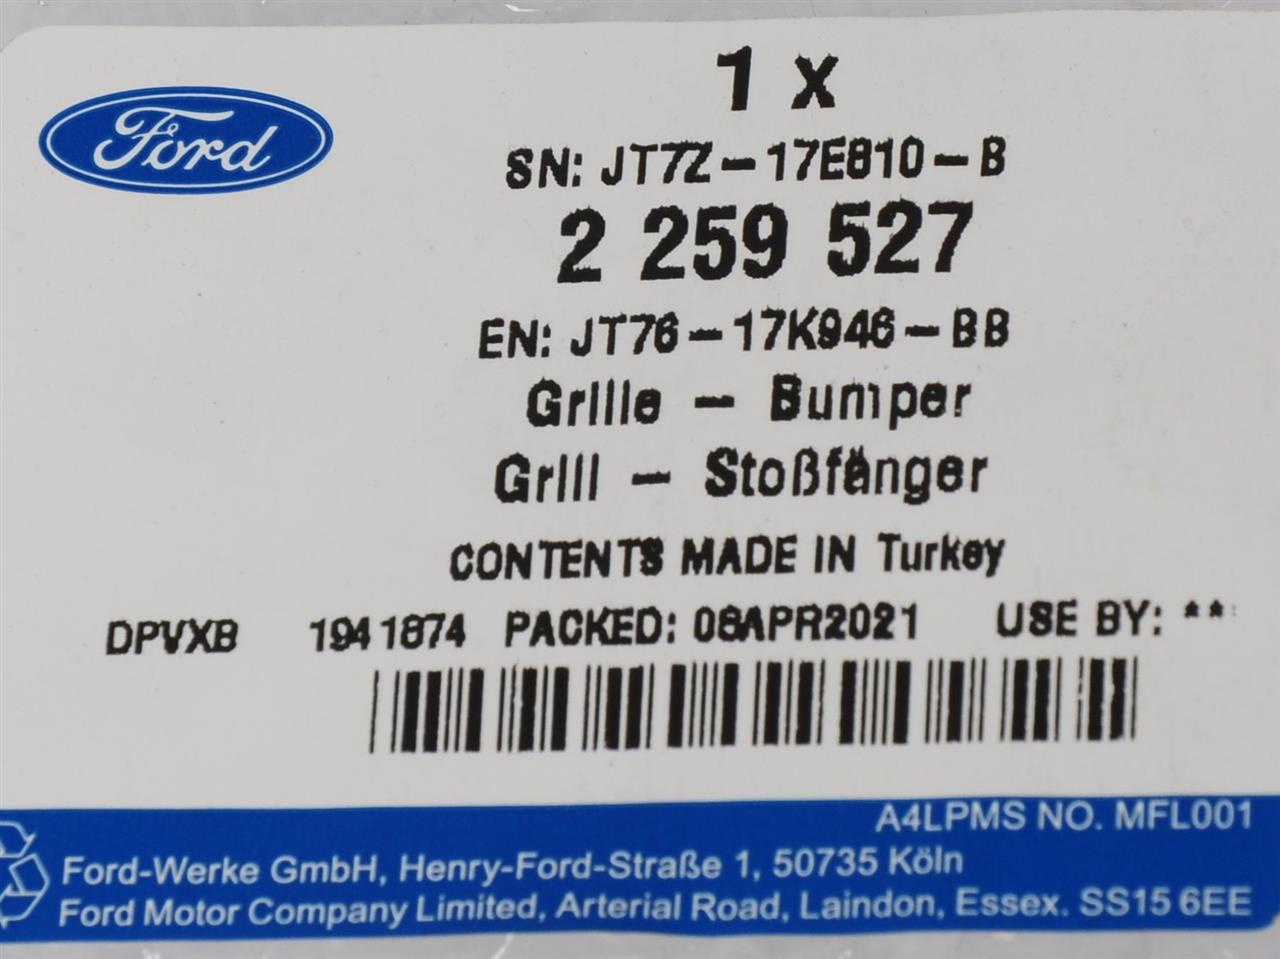 Ford
1 x
SN: JT7Z-17E810-B
2 259 527
EN: JT76-17K946-BB
Grille - Bumper
Grill - Stoßfänger
CONTENTS MADE IN Turkey
DPVXB 1941874 PACKED: 08APR2021 USE BY: **
A4LPMS NO. MFL001
Ford-Werke GmbH, Henry-Ford-Straße 1, 50735 Köln
Ford Motor Company Limited, Arterial Road, Laindon, Essex. SS15 6EE